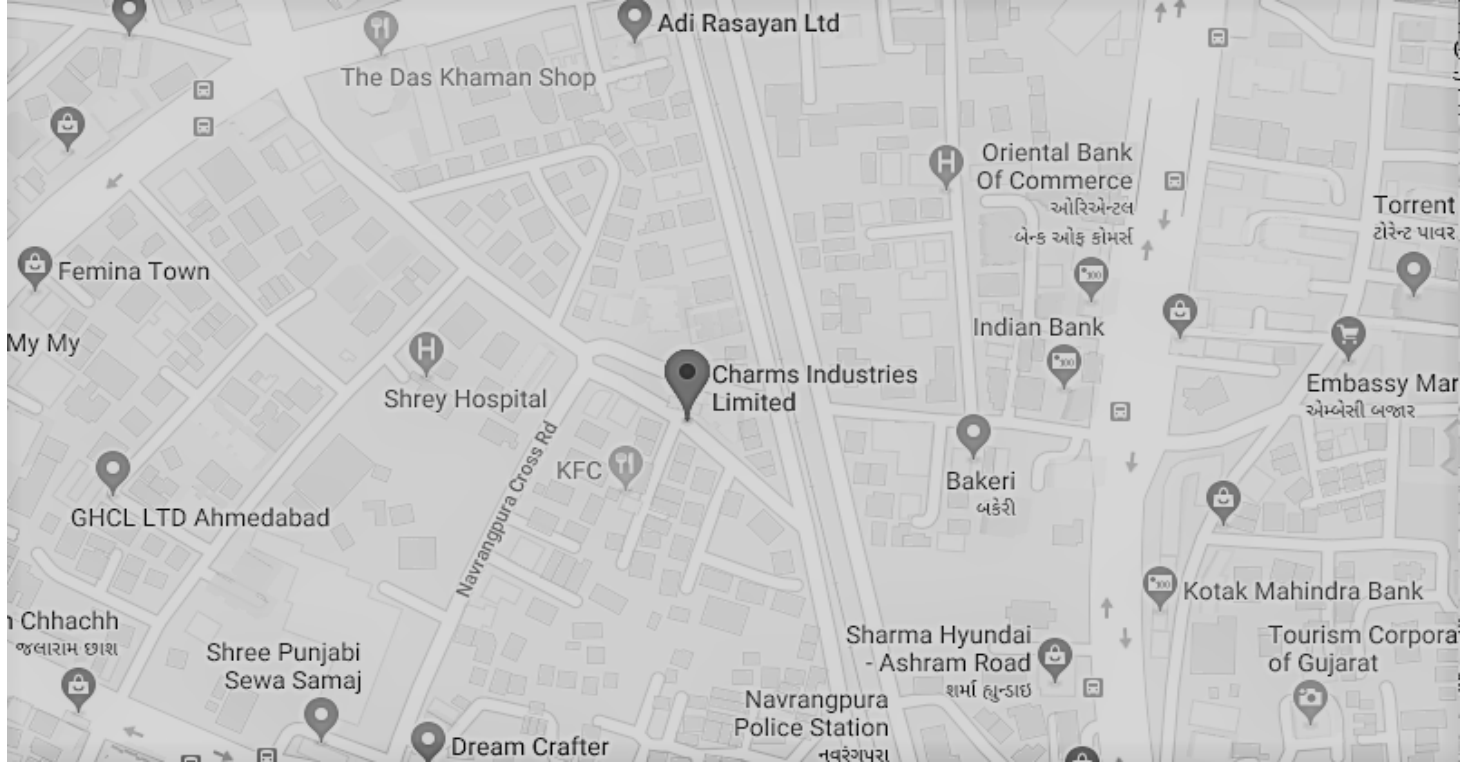 Adi Rasayan Ltd
The Das Khaman Shop
Oriental Bank
Of Commerce
ઓરિએન્ટલ
બેન્ક ઓફ કોમર્સ
Torrent
ટોરેન્ટ પાવર
Femina Town
Indian Bank
My My
Shrey Hospital
Charms Industries
Limited
Embassy Mar
એમ્બેસી બજાર
Navrangpura Cross Rd
KFC
Bakeri
બકેરી
GHCL LTD Ahmedabad
Kotak Mahindra Bank
Chhachh
જલારામ છાશ
Sharma Hyundai
- Ashram Road
શર્મા હ્યુન્ડાઇ
Tourism Corpora
of Gujarat
Shree Punjabi
Sewa Samaj
Navrangpura
Police Station
નવરંગપુરા
Dream Crafter